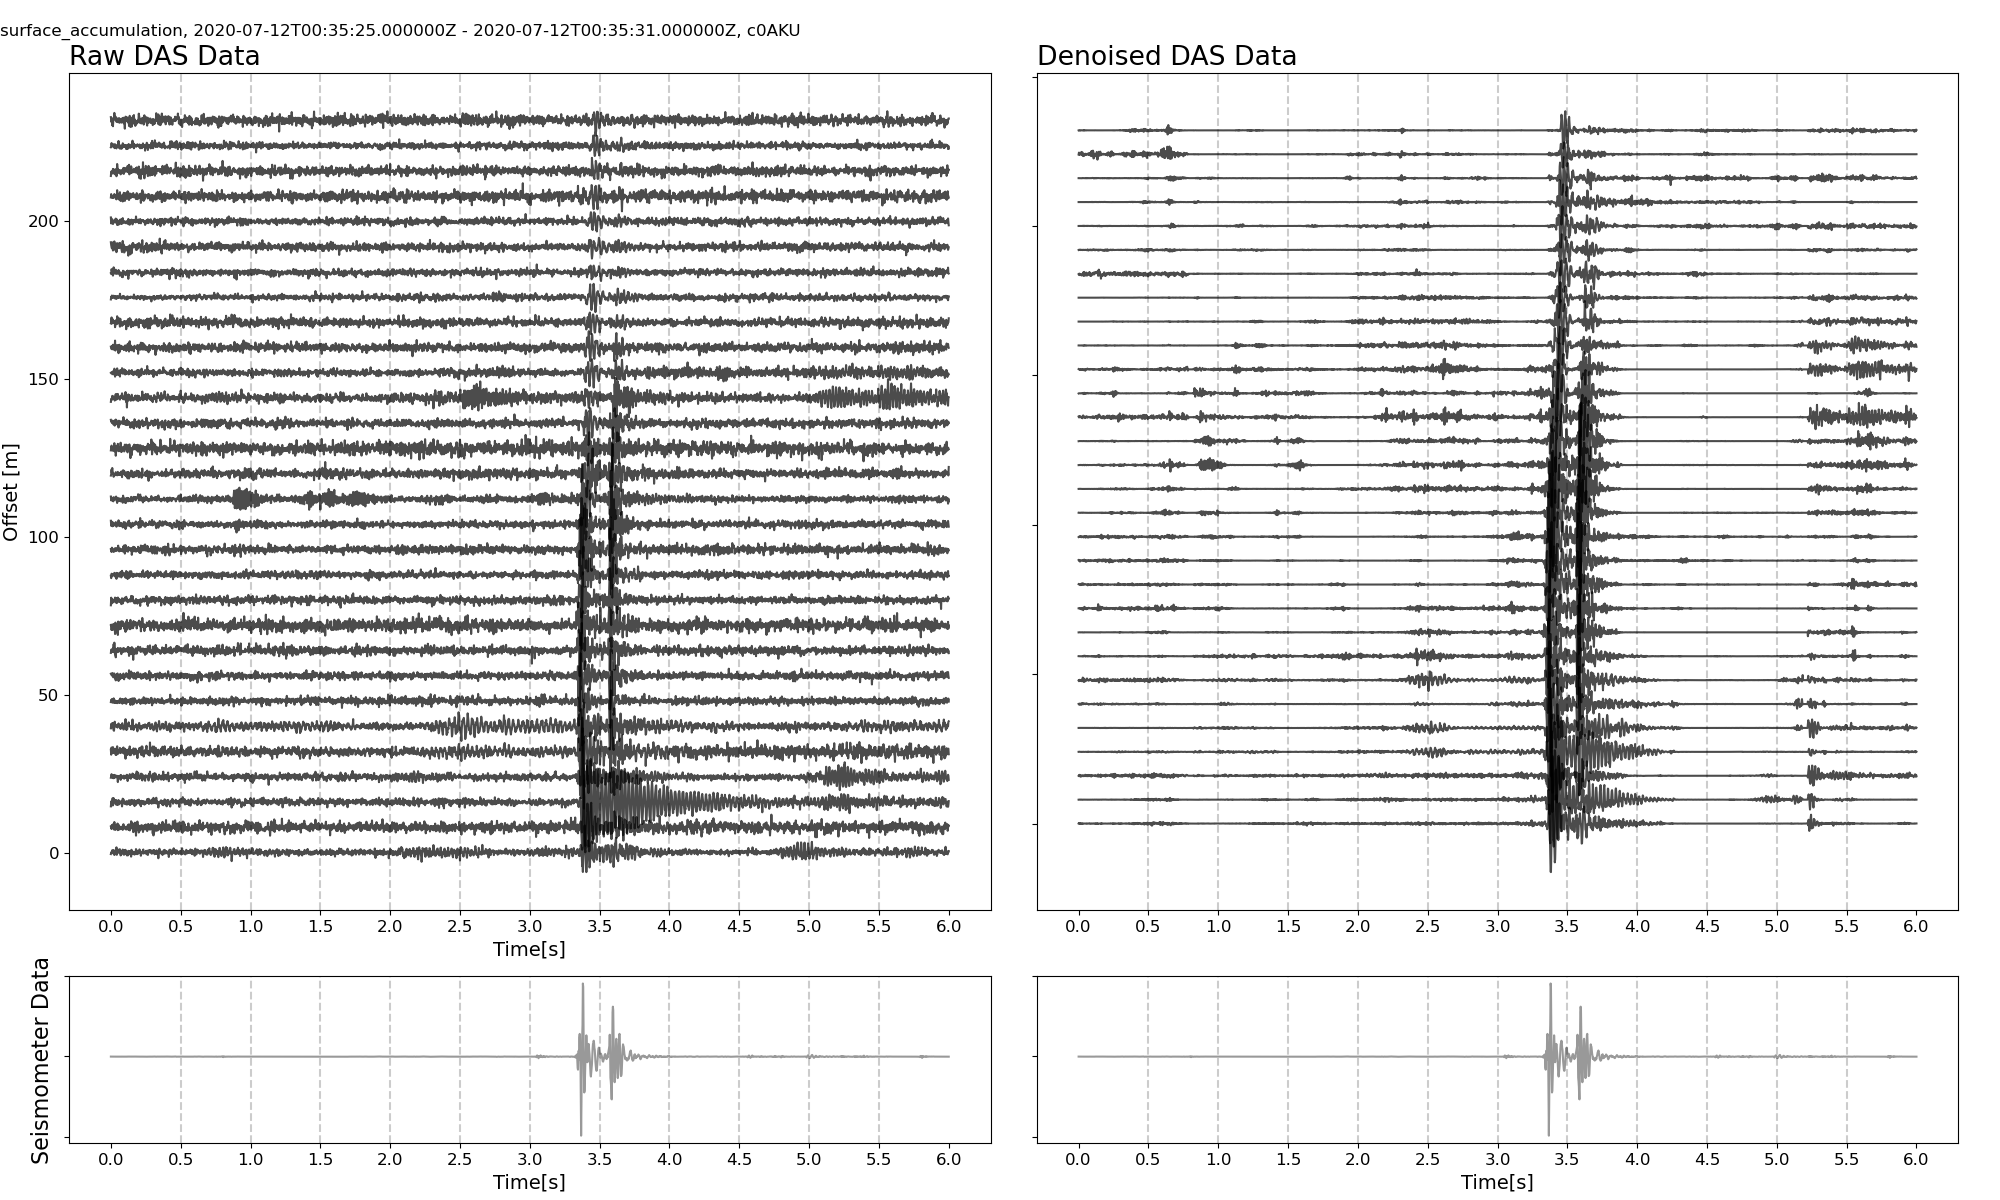 surface_accumulation, 2020-07-12T00:35:25.000000Z - 2020-07-12T00:35:31.000000Z, c0AKU
Raw DAS Data
Offset [m]
200
150
100
50
0
0.0 0.5 1.0 1.5 2.0 2.5 3.0 3.5 4.0 4.5 5.0 5.5 6.0
Time[s]
Denoised DAS Data
0.0 0.5 1.0 1.5 2.0 2.5 3.0 3.5 4.0 4.5 5.0 5.5 6.0
Seismometer Data
0.0 0.5 1.0 1.5 2.0 2.5 3.0 3.5 4.0 4.5 5.0 5.5 6.0
Time[s]
0.0 0.5 1.0 1.5 2.0 2.5 3.0 3.5 4.0 4.5 5.0 5.5 6.0
Time[s]